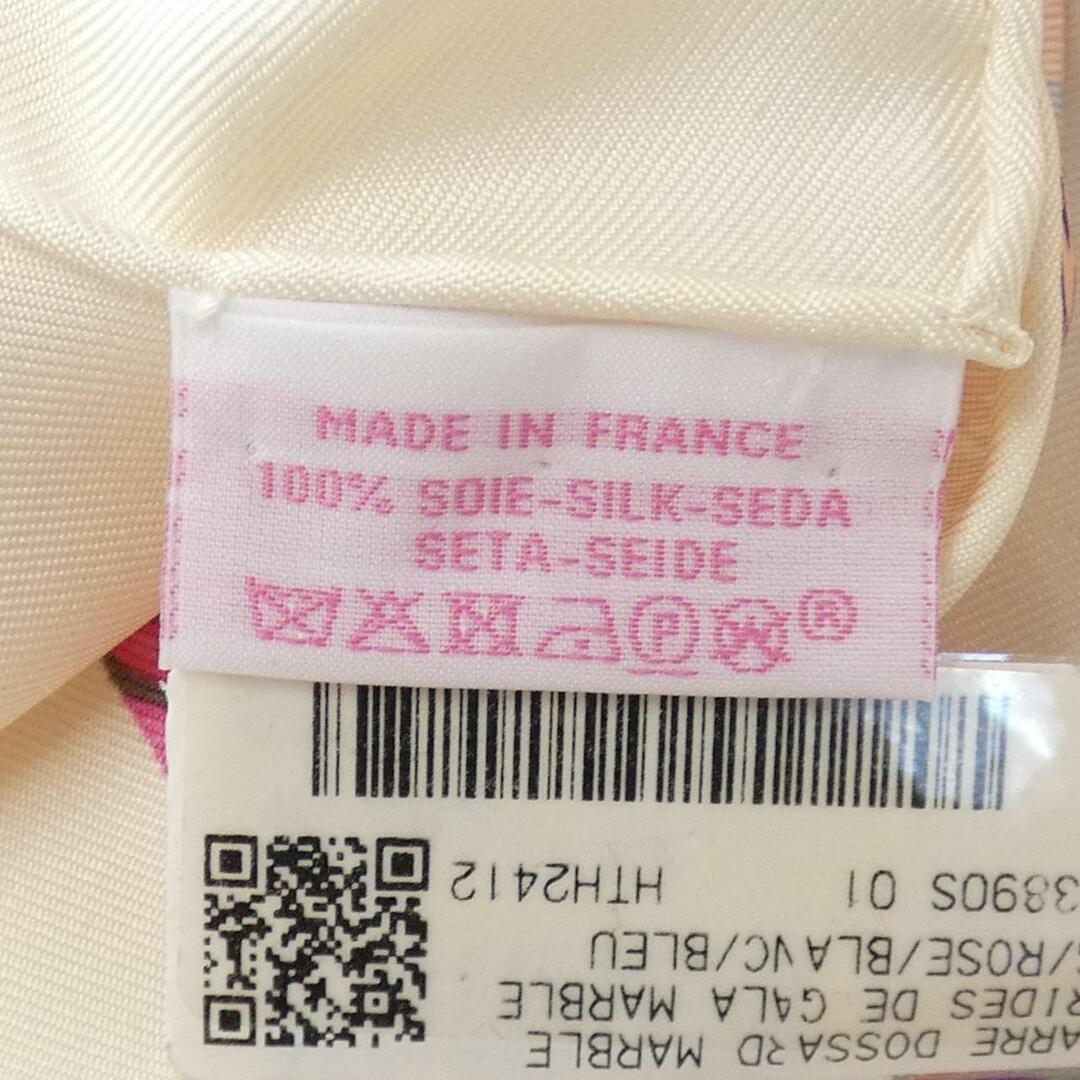 MADE IN FRANCE
100% SOIE-SILK-SEDA
SETA-SEIDE
P W ®
ARRE DOSSARD MARBLE
RIDES DE GALA MARBLE
/ROSE/BLANC/BLEU
3890S 01 HTH2412